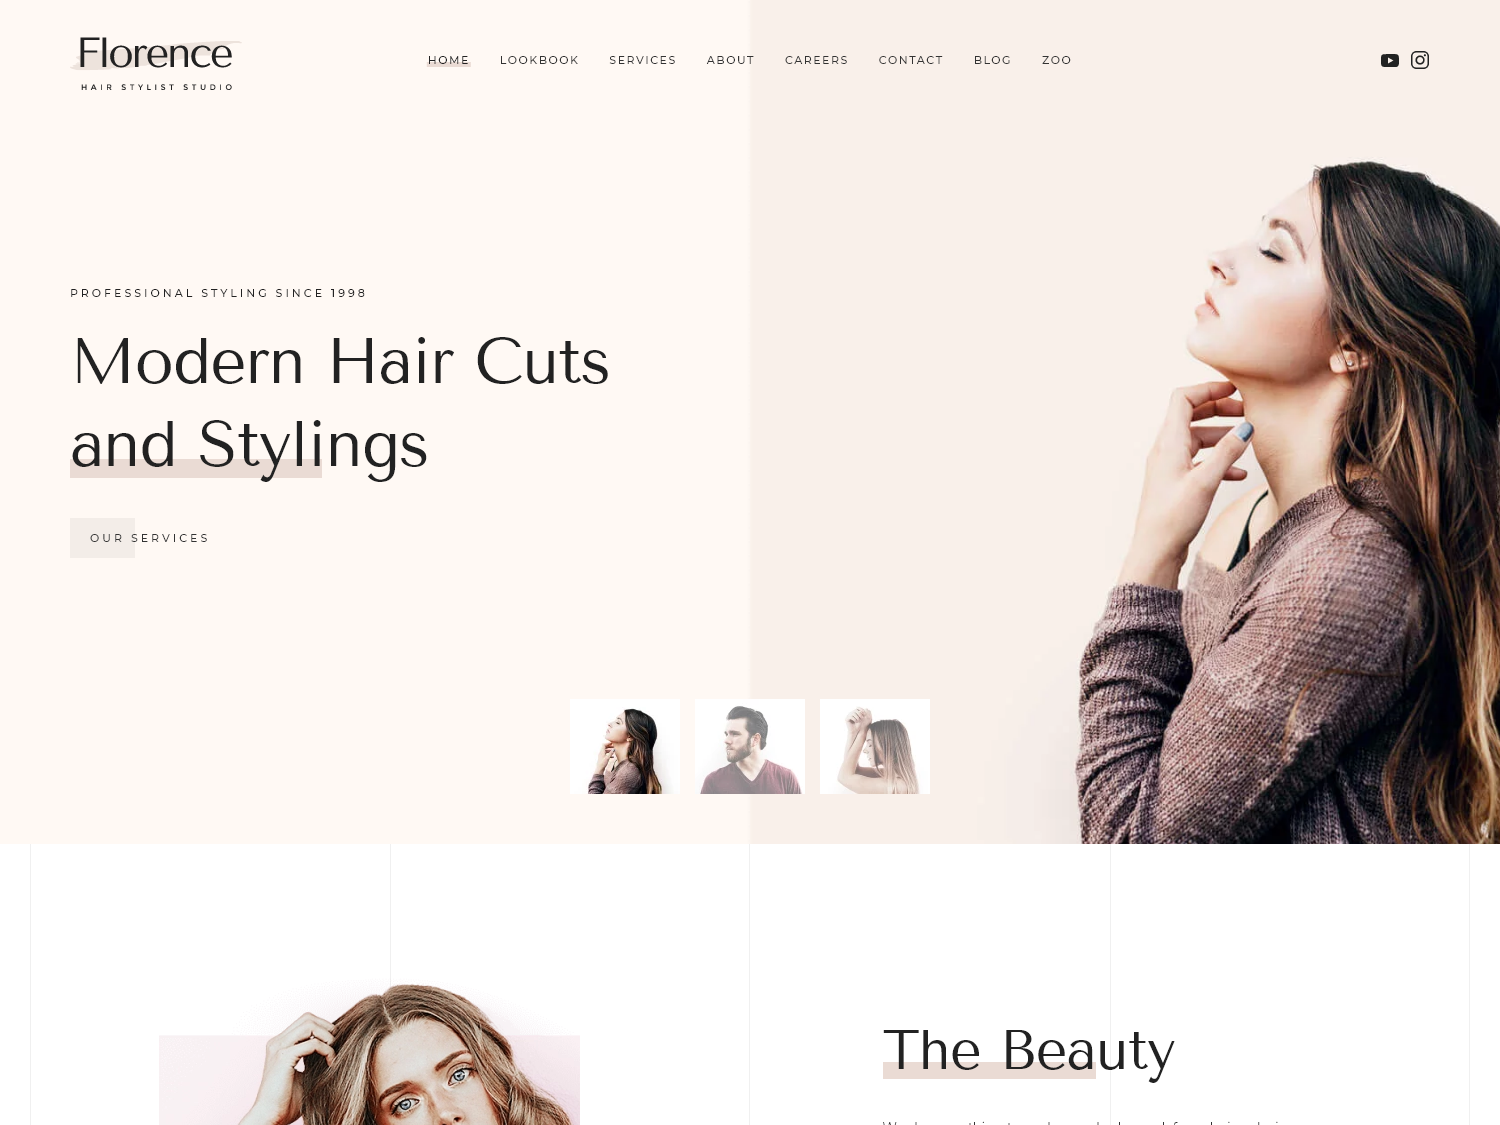 Florence
HAIR STYLIST STUDIO
HOME LOOKBOOK SERVICES ABOUT CAREERS CONTACT BLOG ZOO
PROFESSIONAL STYLING SINCE 1998
Modern Hair Cuts
and Stylings
OUR SERVICES
The Beauty